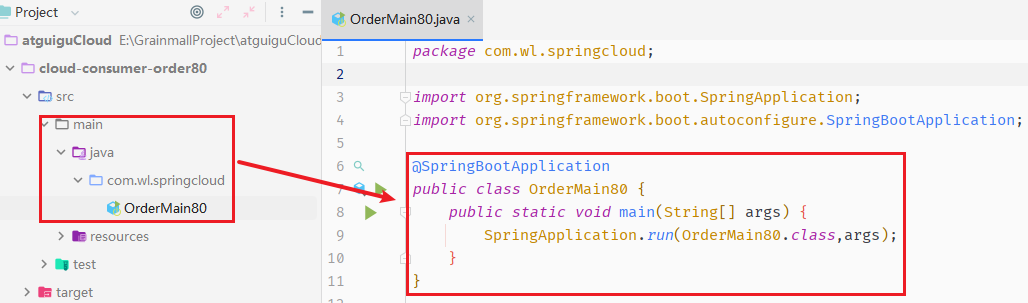 Project
atguiguCloud E:\GrainmallProject\atguiguCloud
cloud-consumer-order80
src
main
java
com.wl.springcloud
OrderMain80
resources
test
target
OrderMain80.java
1 package com.wl.springcloud;
2
3 import org.springframework.boot.SpringApplication;
4 import org.springframework.boot.autoconfigure.SpringBootApplication;
5
6 @SpringBootApplication
7 public class OrderMain80 {
8 public static void main(String[] args) {
9 SpringApplication.run(OrderMain80.class,args);
10 }
11 }
12